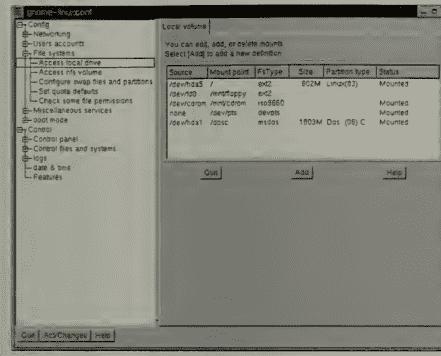 gnome-linuxconf
Config
Networking
Users accounts
File systems
Access local drive
Access nfs volume
Configure swap files and partitions
Set quota defaults
Check some file permissions
Miscellaneous services
boot mode
Control
Control panel
Control files and systems
logs
date & time
Features
Local volume
You can edit, add, or delete mounts
Select [Add] to add a new definition
Source Mount point FsType Size Partition type Status
/dev/hda5 ext2 802M Linux(83) Mounted
/dev/fd0 /mnt/floppy ext2
/dev/cdrom /mnt/cdrom iso9660 Mounted
none /dev/pts devpts Mounted
/dev/hda1 /dosc msdos 1603M Dos (06) C Mounted
Quit Add Help
Quit Act/Changes Help